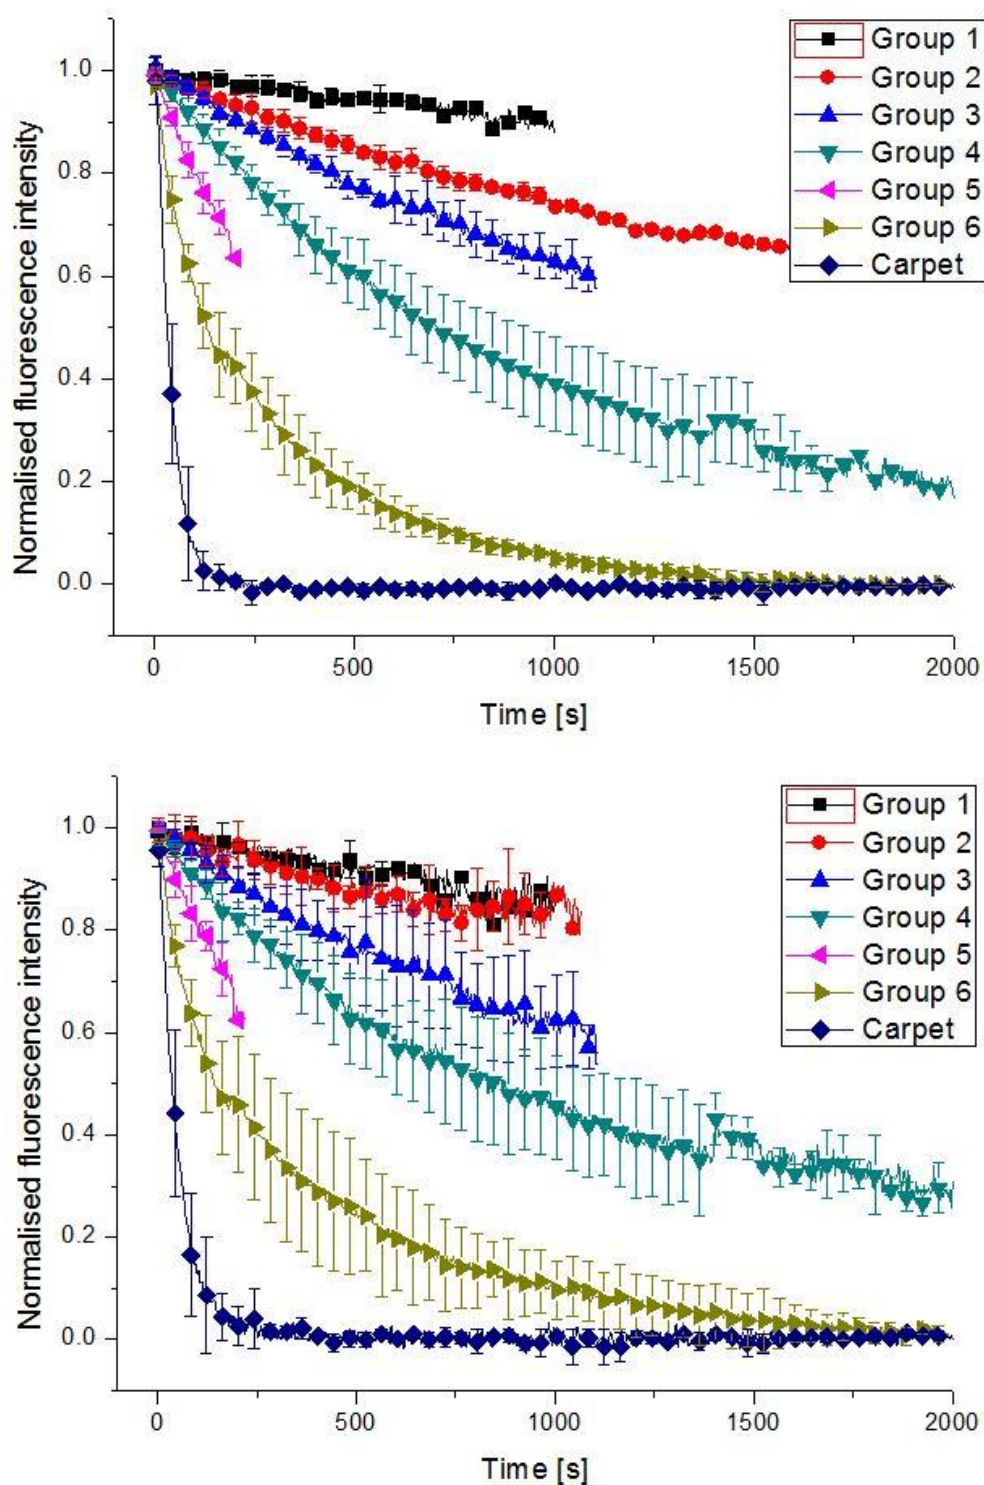 Normalised fluorescence intensity
1.0
0.8
0.6
0.4
0.2
0.0
0
500
1000
1500
2000
Time [s]
Group 1
Group 2
Group 3
Group 4
Group 5
Group 6
Carpet
Normalised fluorescence intensity
1.0
0.8
0.6
0.4
0.2
0.0
0
500
1000
1500
2000
Time [s]
Group 1
Group 2
Group 3
Group 4
Group 5
Group 6
Carpet